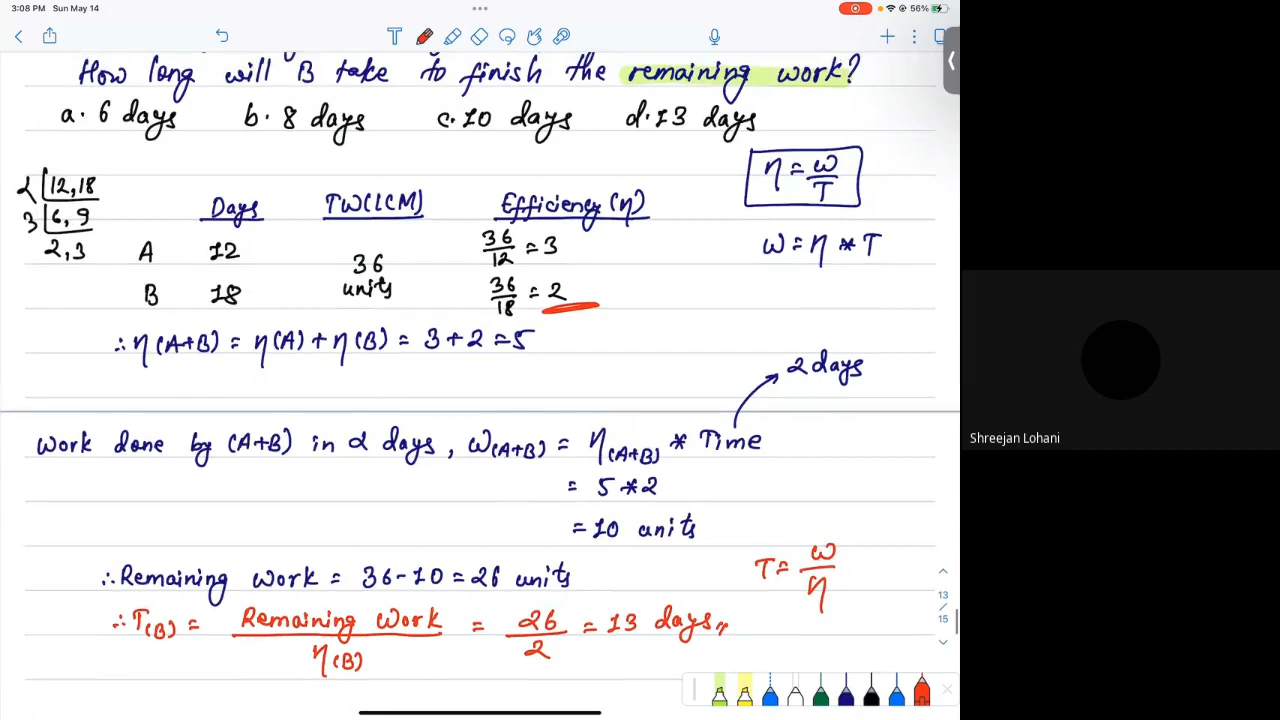 3:08 PM Sun May 14
56%
How long will B take to finish the remaining work?
a. 6 days b. 8 days c. 10 days d. 13 days
η = w/T
2 | 12, 18
3 | 6, 9
2, 3
Days TW(LCM) Efficiency (η)
w = η * T
A 12 36/12 = 3
36 units
B 18 36/18 = 2
∴ η(A+B) = η(A) + η(B) = 3 + 2 = 5
2 days
Work done by (A+B) in 2 days, w(A+B) = η(A+B) * Time
= 5 * 2
= 10 units
T = w/η
∴ Remaining work = 36 - 10 = 26 units
∴ T(B) = Remaining work / η(B) = 26/2 = 13 days,,
13
/
15
Shreejan Lohani